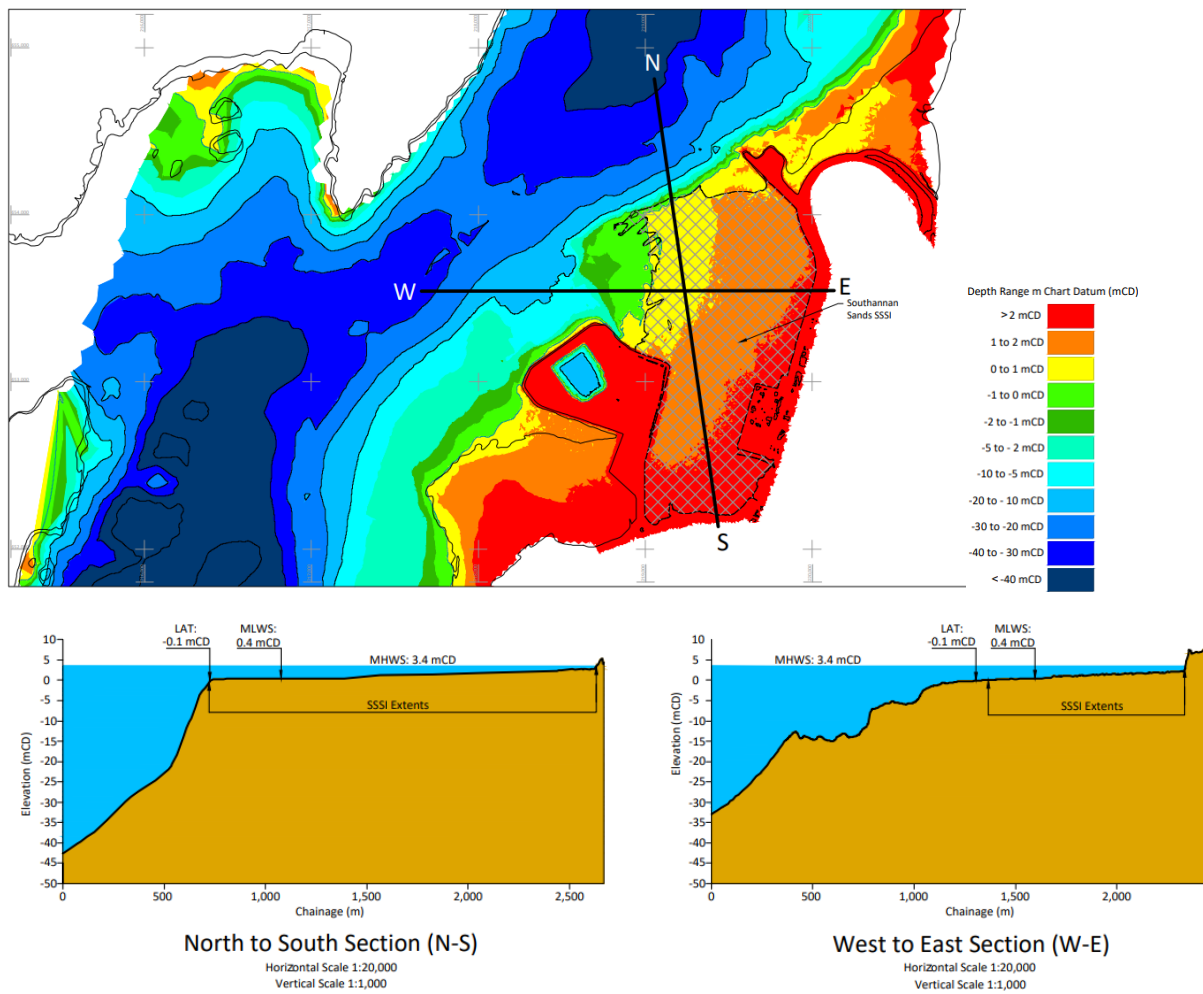 N
W
E
S
Southannan
Sands SSSI
Depth Range m Chart Datum (mCD)
> 2 mCD
1 to 2 mCD
0 to 1 mCD
-1 to 0 mCD
-2 to -1 mCD
-5 to - 2 mCD
-10 to -5 mCD
-20 to - 10 mCD
-30 to -20 mCD
-40 to - 30 mCD
< -40 mCD
LAT:
-0.1 mCD
MLWS:
0.4 mCD
MHWS: 3.4 mCD
SSSI Extents
Elevation (mCD)
10
5
0
-5
-10
-15
-20
-25
-30
-35
-40
-45
-50
0
500
1,000
1,500
2,000
2,500
Chainage (m)
North to South Section (N-S)
Horizontal Scale 1:20,000
Vertical Scale 1:1,000
LAT:
-0.1 mCD
MLWS:
0.4 mCD
MHWS: 3.4 mCD
SSSI Extents
Elevation (mCD)
10
5
0
-5
-10
-15
-20
-25
-30
-35
-40
-45
-50
0
500
1,000
1,500
2,000
Chainage (m)
West to East Section (W-E)
Horizontal Scale 1:20,000
Vertical Scale 1:1,000